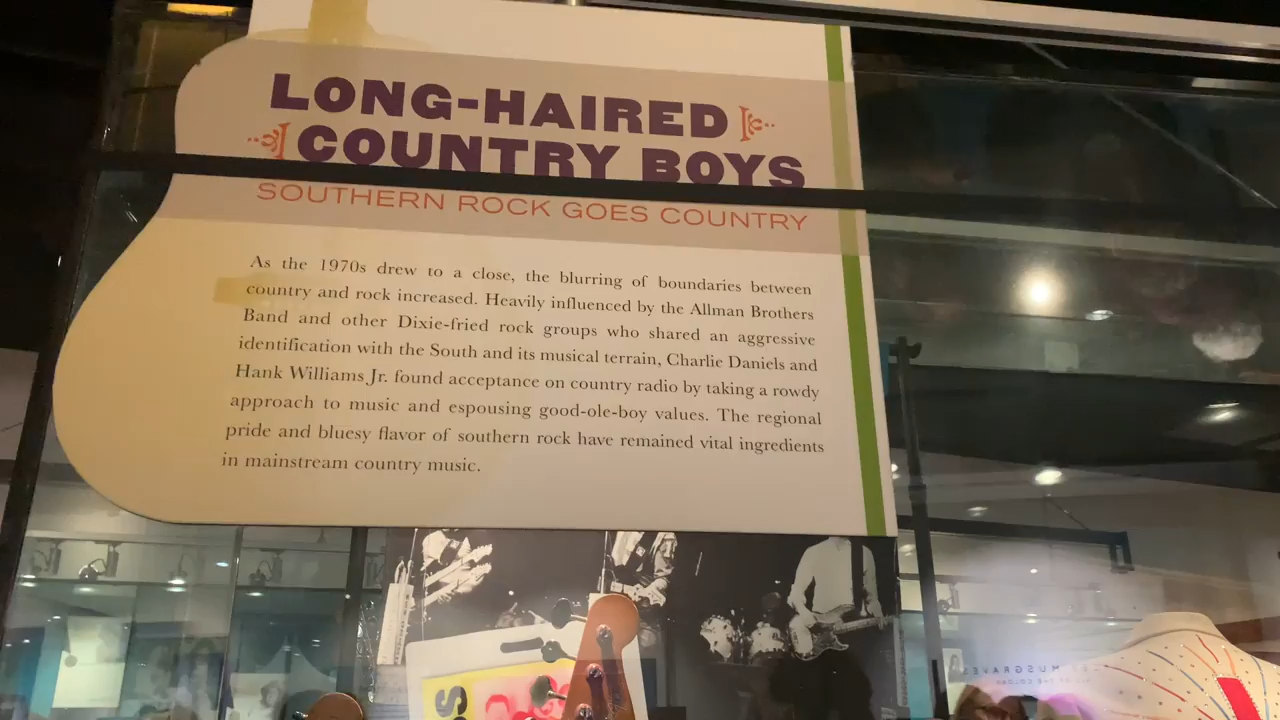 LONG-HAIRED
COUNTRY BOYS
SOUTHERN ROCK GOES COUNTRY
As the 1970s drew to a close, the blurring of boundaries between
country and rock increased. Heavily influenced by the Allman Brothers
Band and other Dixie-fried rock groups who shared an aggressive
identification with the South and its musical terrain, Charlie Daniels and
Hank Williams Jr. found acceptance on country radio by taking a rowdy
approach to music and espousing good-ole-boy values. The regional
pride and bluesy flavor of southern rock have remained vital ingredients
in mainstream country music.
MUSGRAVES